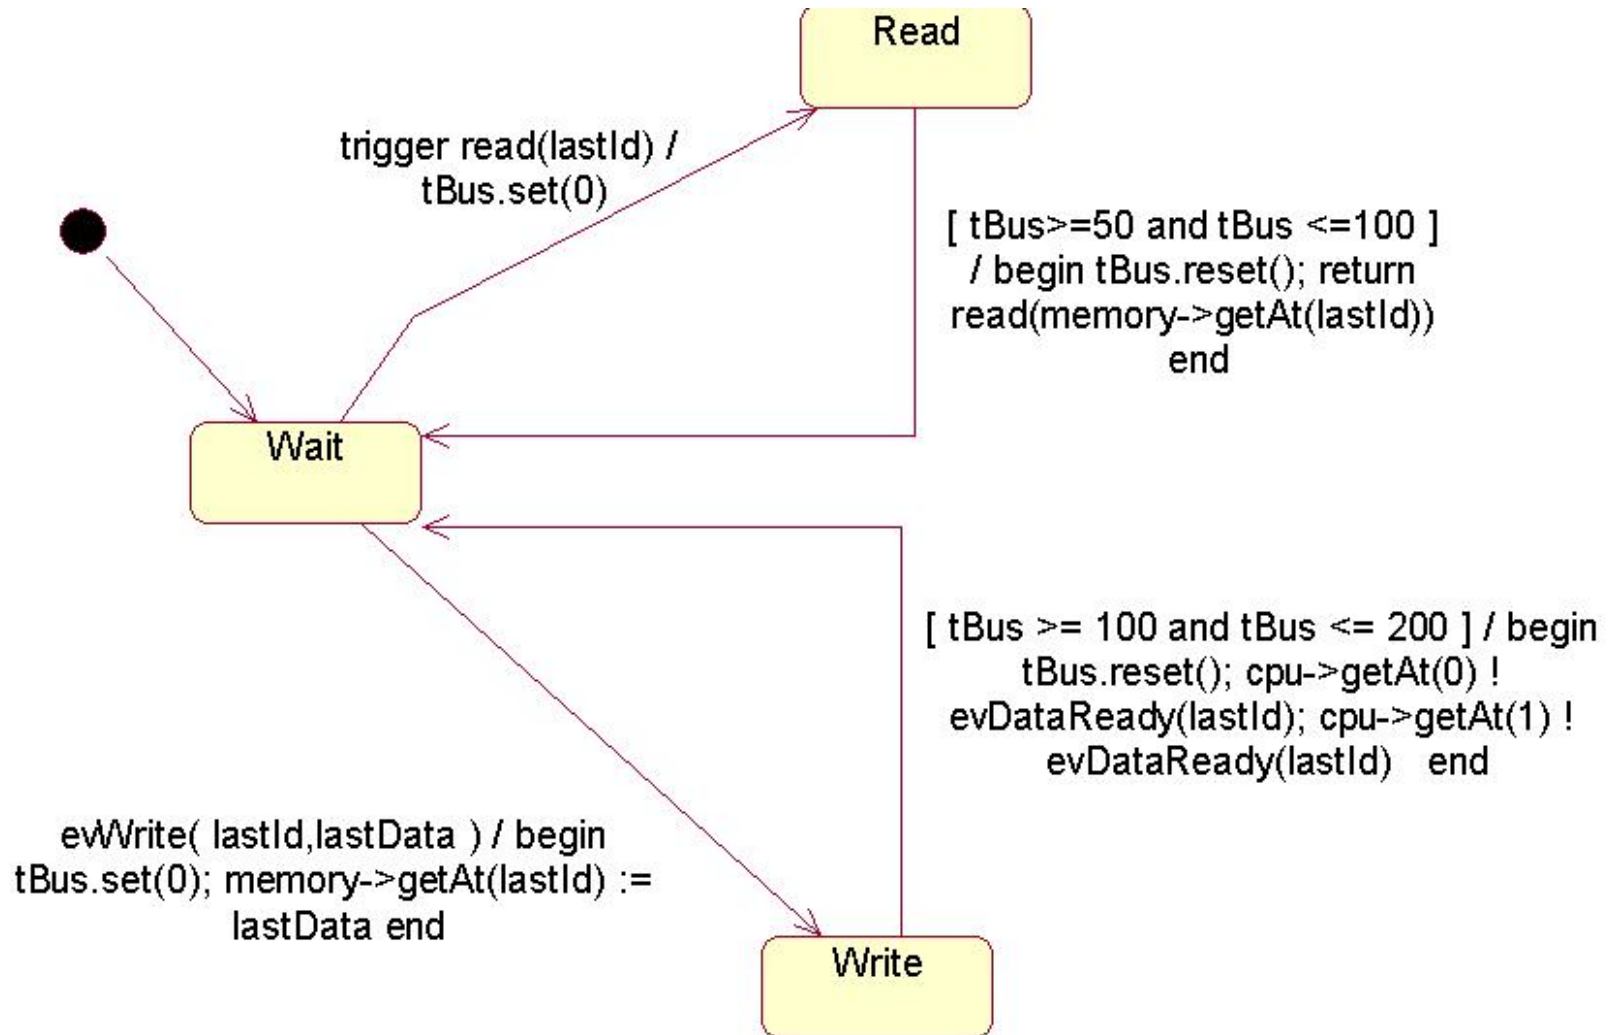 Read
trigger read(lastId) /
tBus.set(0)
[ tBus>=50 and tBus <=100 ]
/ begin tBus.reset(); return
read(memory->getAt(lastId))
end
Wait
[ tBus >= 100 and tBus <= 200 ] / begin
tBus.reset(); cpu->getAt(0) !
evDataReady(lastId); cpu->getAt(1) !
evDataReady(lastId) end
evWrite( lastId,lastData ) / begin
tBus.set(0); memory->getAt(lastId) :=
lastData end
Write